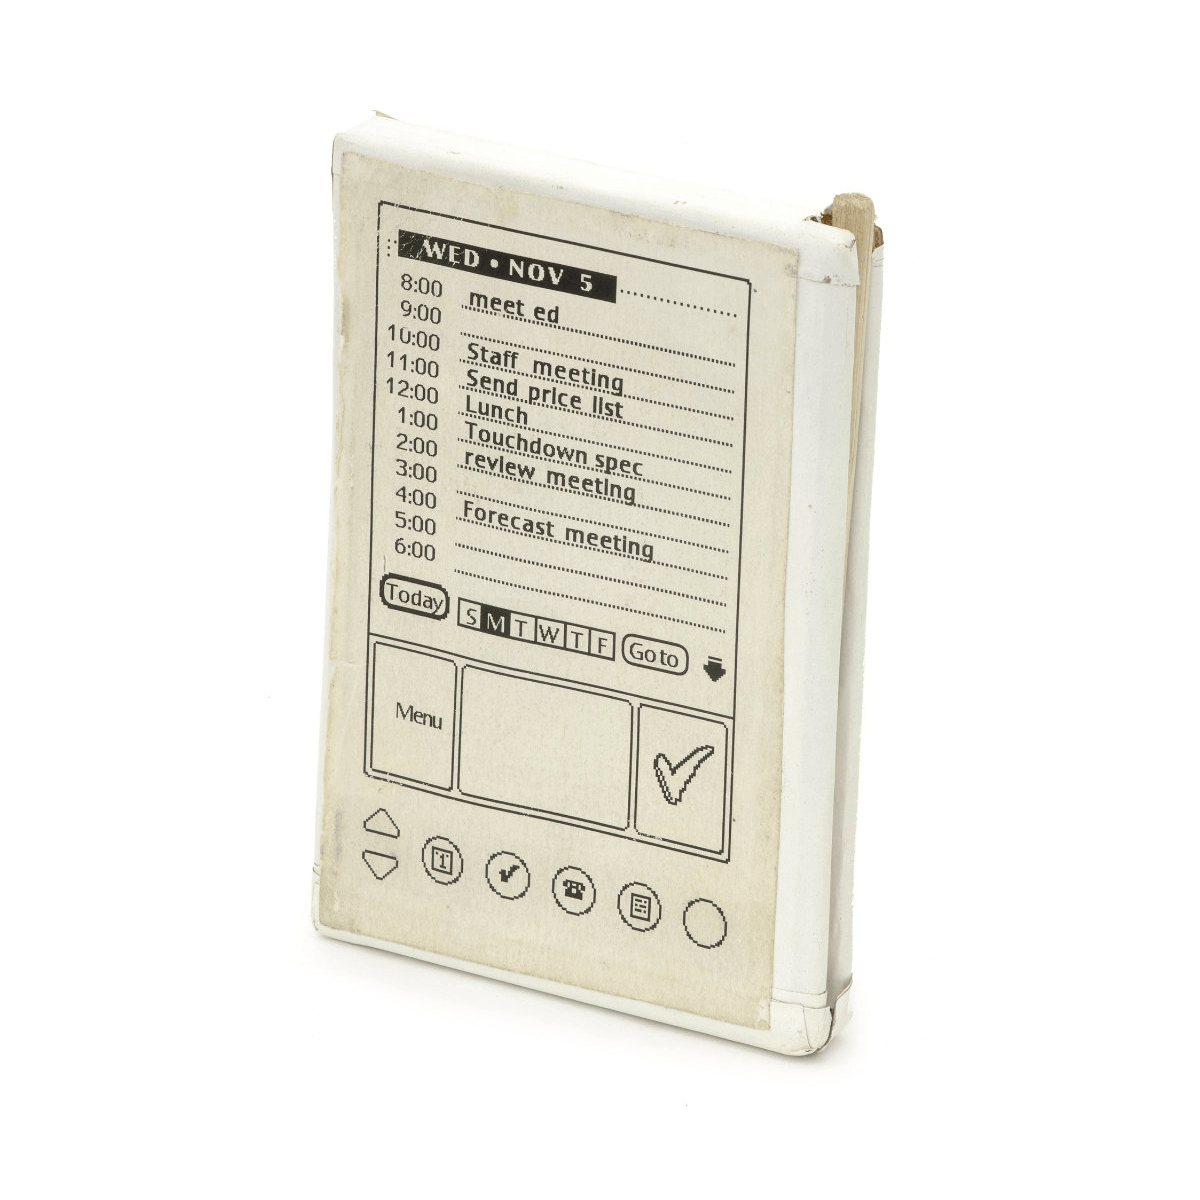 WED • NOV 5
8:00 meet ed
9:00
10:00 Staff meeting
11:00 Send price list
12:00 Lunch
1:00 Touchdown spec
2:00 review meeting
3:00
4:00 Forecast meeting
5:00
6:00
Today S M T W T F Go to
Menu
1